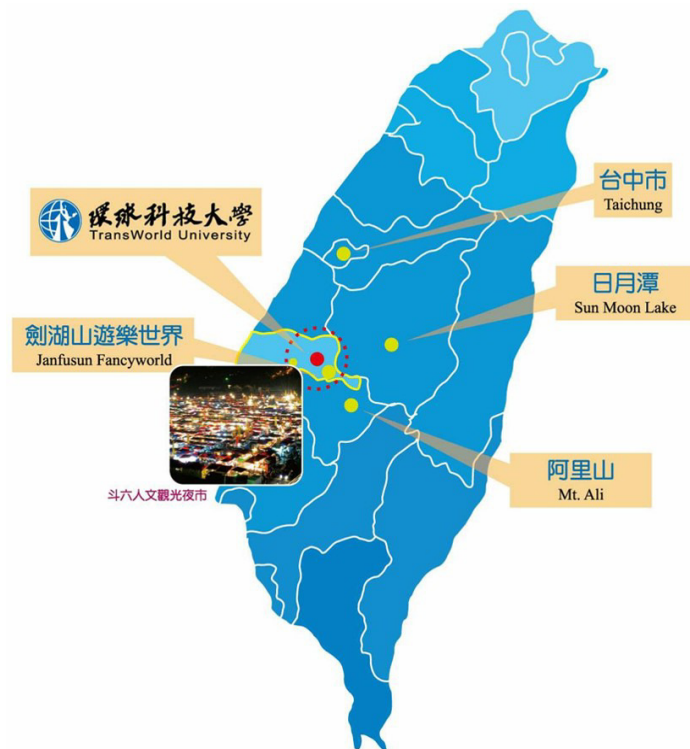 環球科技大學
TransWorld University
台中市
Taichung
日月潭
Sun Moon Lake
劍湖山遊樂世界
Janfusun Fancyworld
阿里山
Mt. Ali
斗六人文觀光夜市